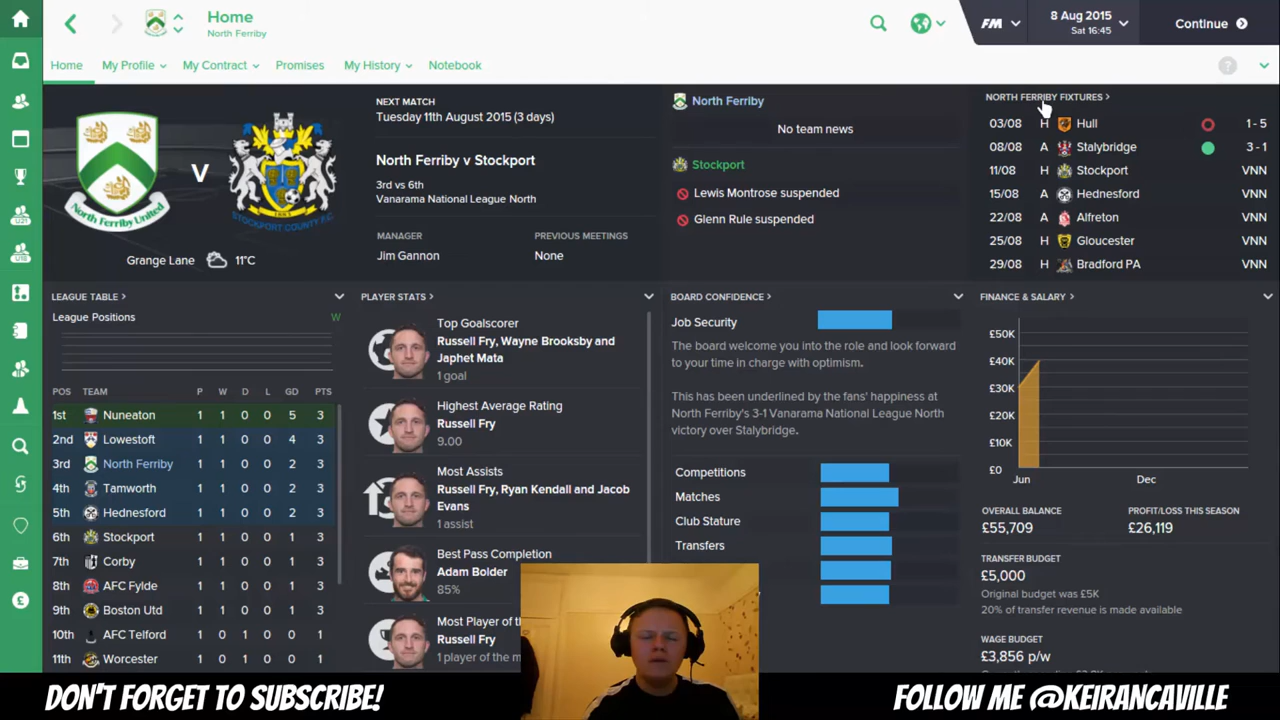 Home
North Ferriby
FM
8 Aug 2015
Sat 16:45
Continue
Home
My Profile
My Contract
Promises
My History
Notebook
?
North Ferriby United
V
STOCKPORT COUNTY F.C
Grange Lane
11°C
NEXT MATCH
Tuesday 11th August 2015 (3 days)
North Ferriby v Stockport
3rd vs 6th
Vanarama National League North
MANAGER
PREVIOUS MEETINGS
Jim Gannon
None
North Ferriby
No team news
Stockport
Lewis Montrose suspended
Glenn Rule suspended
NORTH FERRIBY FIXTURES >
03/08 H Hull 1 - 5
08/08 A Stalybridge 3 - 1
11/08 H Stockport VNN
15/08 A Hednesford VNN
22/08 A Alfreton VNN
25/08 H Gloucester VNN
29/08 H Bradford PA VNN
LEAGUE TABLE >
League Positions W
POS TEAM P W D L GD PTS
1st Nuneaton 1 1 0 0 5 3
2nd Lowestoft 1 1 0 0 4 3
3rd North Ferriby 1 1 0 0 2 3
4th Tamworth 1 1 0 0 2 3
5th Hednesford 1 1 0 0 2 3
6th Stockport 1 1 0 0 1 3
7th Corby 1 1 0 0 1 3
8th AFC Fylde 1 1 0 0 1 3
9th Boston Utd 1 1 0 0 1 3
10th AFC Telford 1 0 1 0 0 1
11th Worcester 1 0 1 0 0 1
PLAYER STATS >
Top Goalscorer
Russell Fry, Wayne Brooksby and
Japhet Mata
1 goal
Highest Average Rating
Russell Fry
9.00
Most Assists
Russell Fry, Ryan Kendall and Jacob
Evans
1 assist
Best Pass Completion
Adam Bolder
85%
Most Player of th
Russell Fry
1 player of the m
BOARD CONFIDENCE >
Job Security
The board welcome you into the role and look forward
to your time in charge with optimism.
This has been underlined by the fans' happiness at
North Ferriby's 3-1 Vanarama National League North
victory over Stalybridge.
Competitions
Matches
Club Stature
Transfers
FINANCE & SALARY >
£50K
£40K
£30K
£20K
£10K
£0
Jun
Dec
OVERALL BALANCE
£55,709
PROFIT/LOSS THIS SEASON
£26,119
TRANSFER BUDGET
£5,000
Original budget was £5K
20% of transfer revenue is made available
WAGE BUDGET
£3,856 p/w
DON'T FORGET TO SUBSCRIBE!
FOLLOW ME @KEIRANCAVILLE